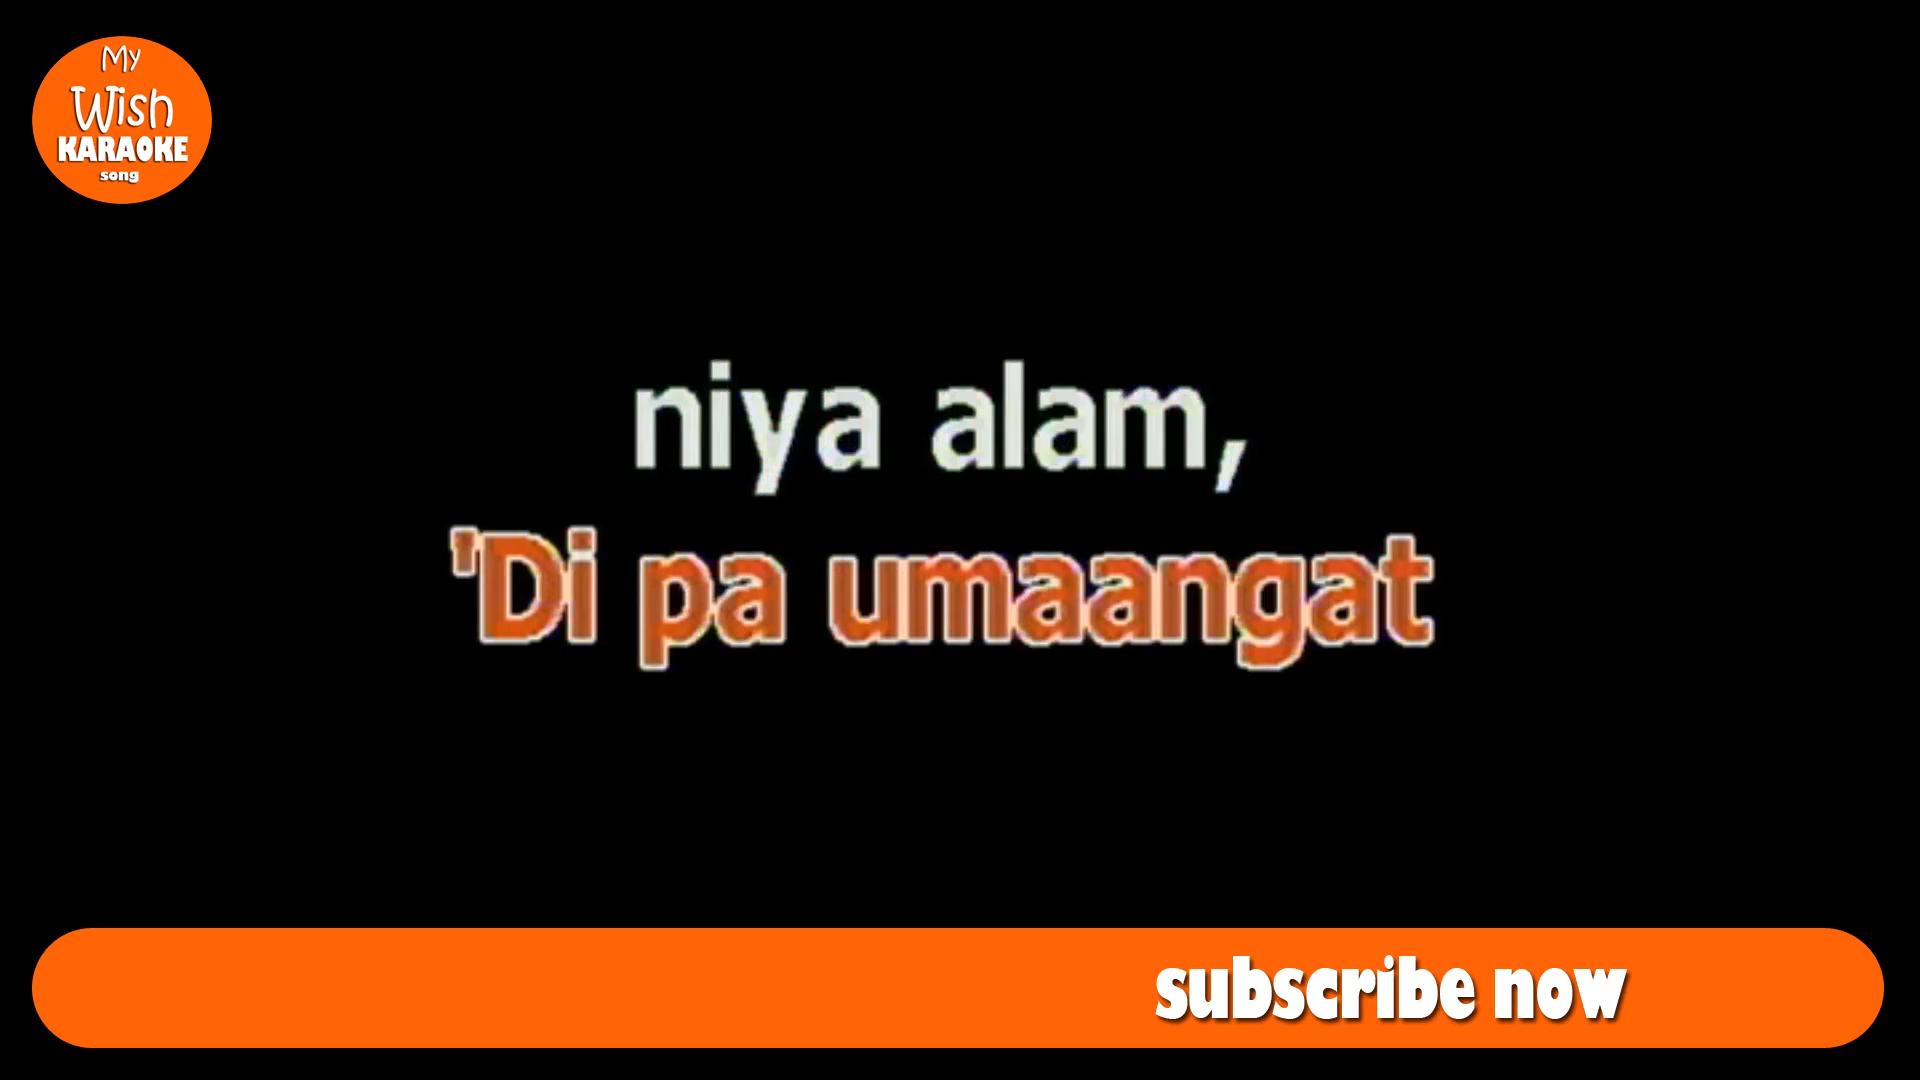 My
Wish
KARAOKE
song
niya alam,
'Di pa umaangat
subscribe now